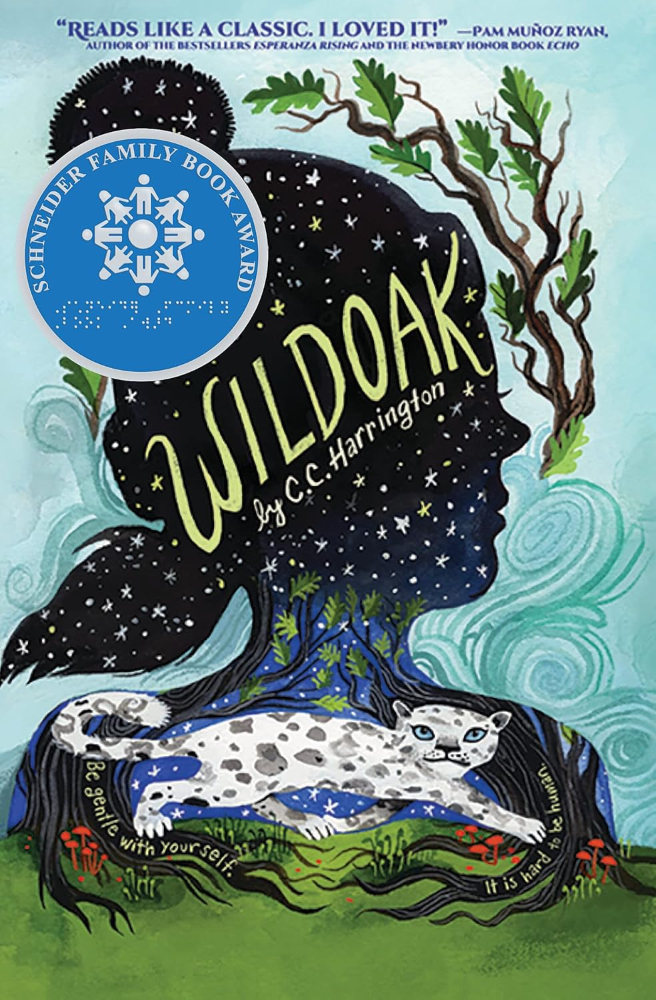 “READS LIKE A CLASSIC. I LOVED IT!” —PAM MUÑOZ RYAN,
AUTHOR OF THE BESTSELLERS ESPERANZA RISING AND THE NEWBERY HONOR BOOK ECHO
SCHNEIDER FAMILY BOOK AWARD
WILDOAK
by C.C. Harrington
Be gentle with yourself.
It is hard to be human.